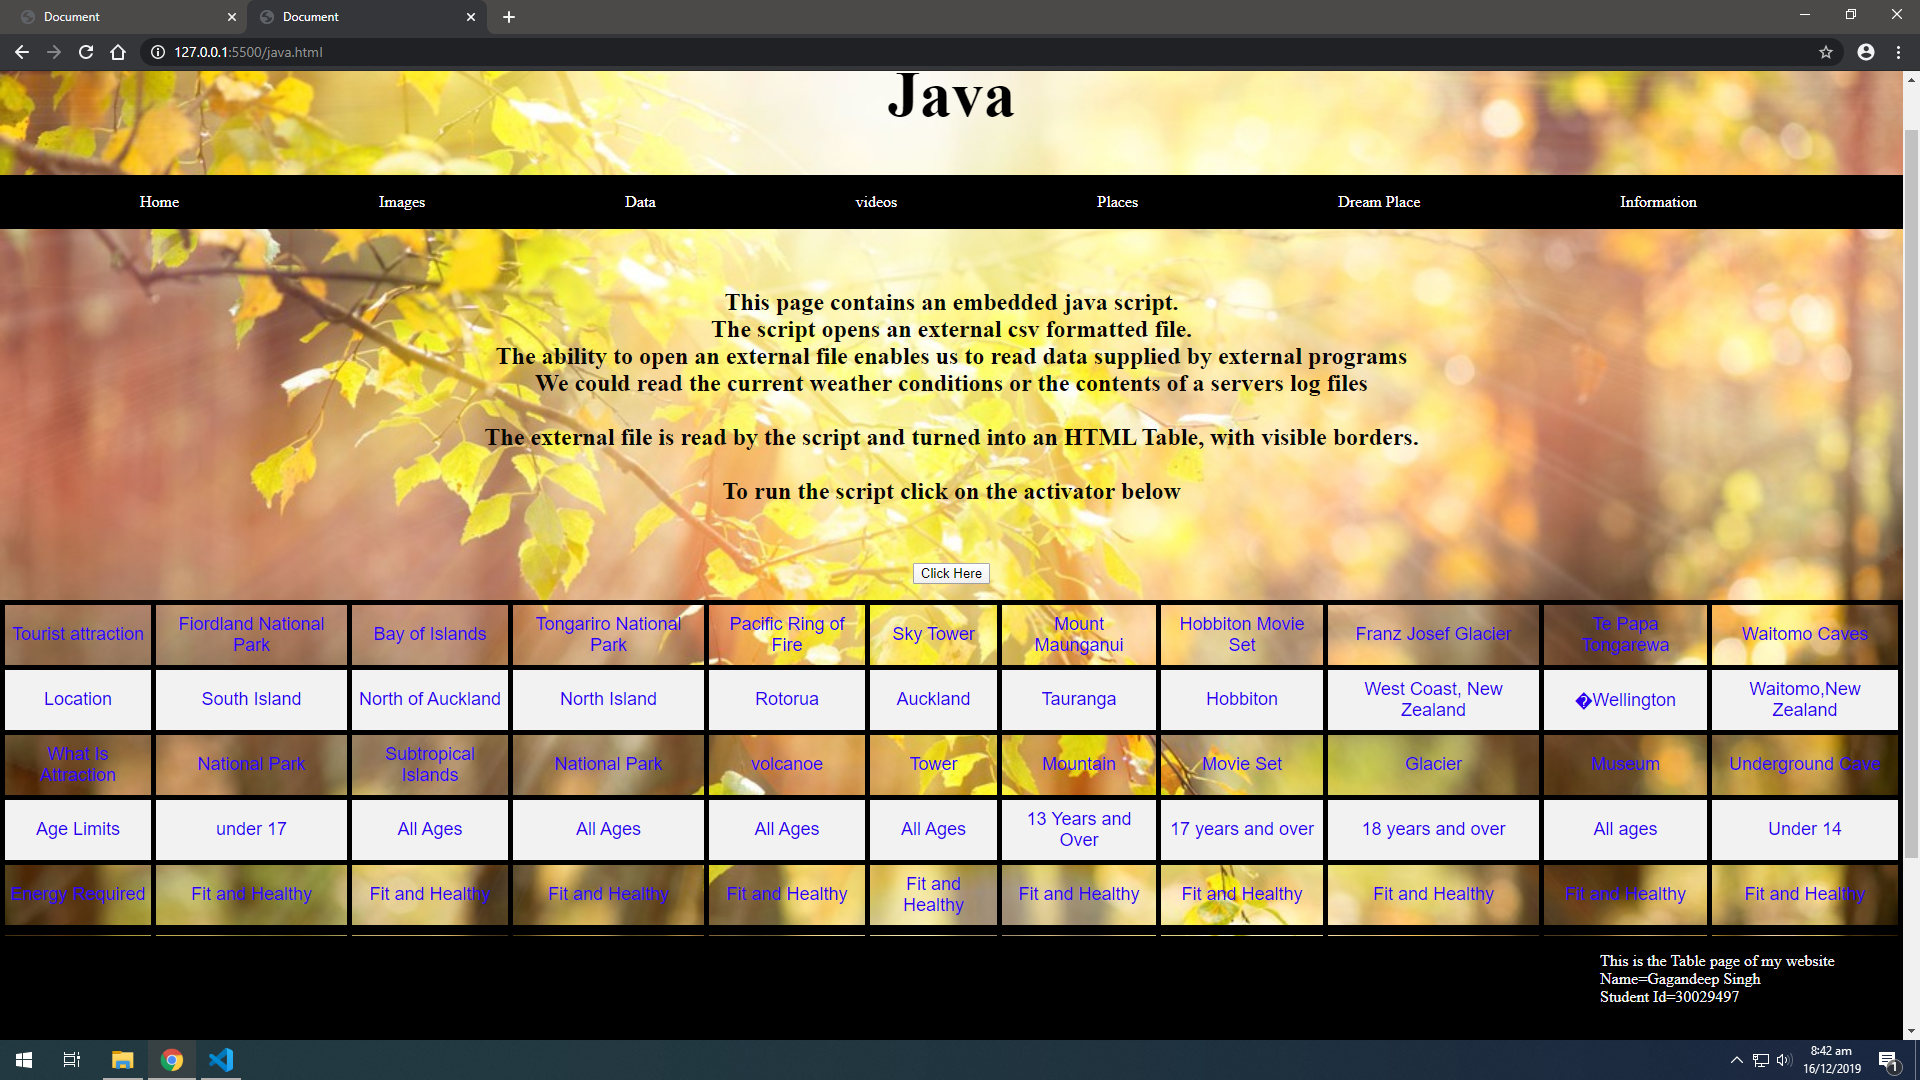 Document
Document
127.0.0.1:5500/java.html
Java
Home Images Data videos Places Dream Place Information
This page contains an embedded java script.
The script opens an external csv formatted file.
The ability to open an external file enables us to read data supplied by external programs
We could read the current weather conditions or the contents of a servers log files
The external file is read by the script and turned into an HTML Table, with visible borders.
To run the script click on the activator below
Click Here
Tourist attraction
Fiordland National
Park
Bay of Islands
Tongariro National
Park
Pacific Ring of
Fire
Sky Tower
Mount
Maunganui
Hobbiton Movie
Set
Franz Josef Glacier
Te Papa
Tongarewa
Waitomo Caves
Location
South Island
North of Auckland
North Island
Rotorua
Auckland
Tauranga
Hobbiton
West Coast, New
Zealand
�Wellington
Waitomo,New
Zealand
What Is
Attraction
National Park
Subtropical
Islands
National Park
volcanoe
Tower
Mountain
Movie Set
Glacier
Museum
Underground Cave
Age Limits
under 17
All Ages
All Ages
All Ages
All Ages
13 Years and
Over
17 years and over
18 years and over
All ages
Under 14
Energy Required
Fit and Healthy
Fit and Healthy
Fit and Healthy
Fit and Healthy
Fit and
Healthy
Fit and Healthy
Fit and Healthy
Fit and Healthy
Fit and Healthy
Fit and Healthy
This is the Table page of my website
Name=Gagandeep Singh
Student Id=30029497
8:42 am
16/12/2019
1